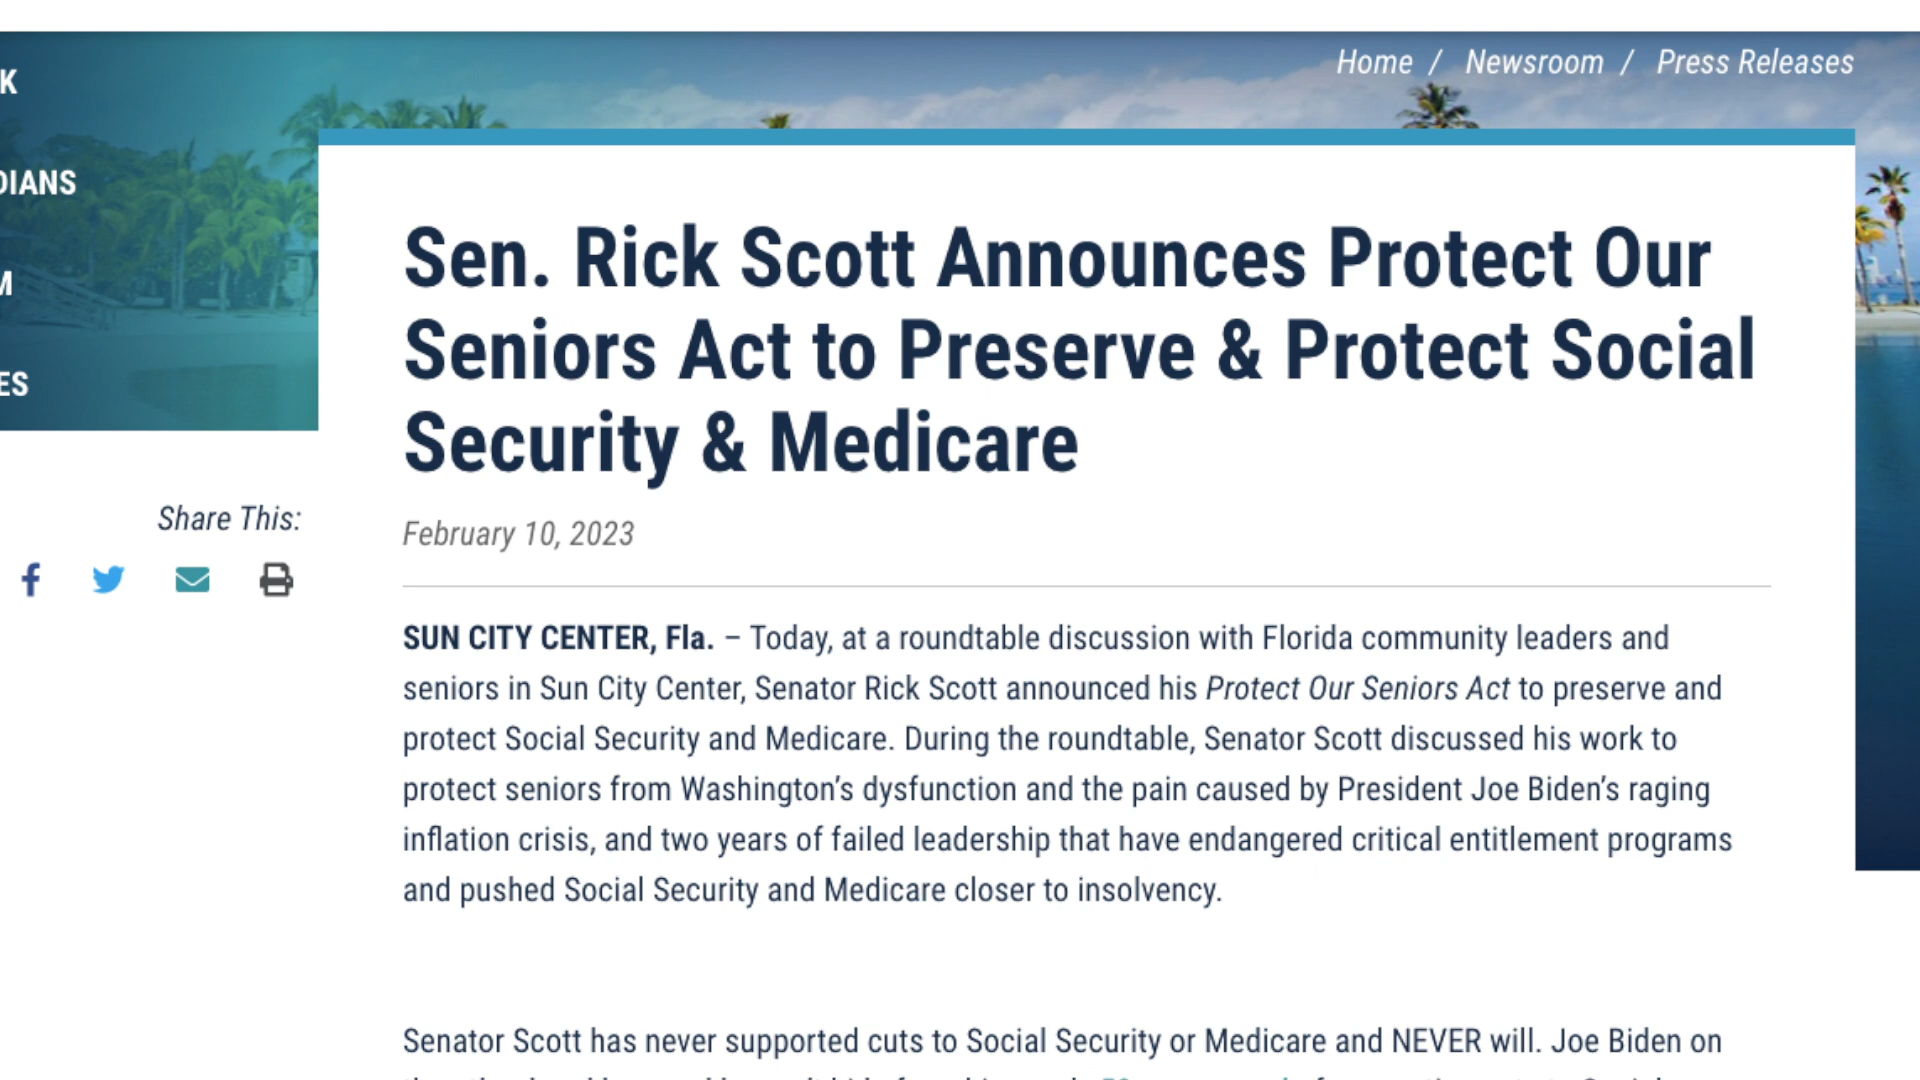 Home / Newsroom / Press Releases
K
DIANS
M
ES
Sen. Rick Scott Announces Protect Our
Seniors Act to Preserve & Protect Social
Security & Medicare
Share This:
February 10, 2023
SUN CITY CENTER, Fla. – Today, at a roundtable discussion with Florida community leaders and
seniors in Sun City Center, Senator Rick Scott announced his Protect Our Seniors Act to preserve and
protect Social Security and Medicare. During the roundtable, Senator Scott discussed his work to
protect seniors from Washington’s dysfunction and the pain caused by President Joe Biden’s raging
inflation crisis, and two years of failed leadership that have endangered critical entitlement programs
and pushed Social Security and Medicare closer to insolvency.
Senator Scott has never supported cuts to Social Security or Medicare and NEVER will. Joe Biden on